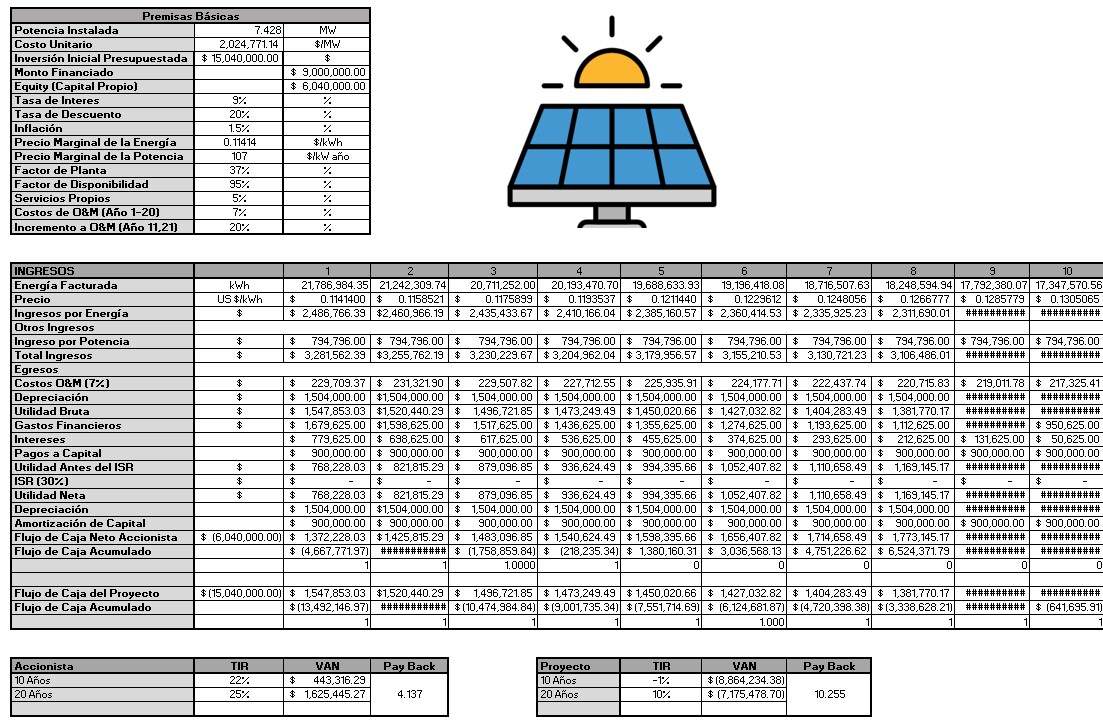 Premisas Básicas
Potencia Instalada 7.428 MW
Costo Unitario 2,024,771.14 $/MW
Inversión Inicial Presupuestada $ 15,040,000.00 $
Monto Financiado $ 9,000,000.00
Equity (Capital Propio) $ 6,040,000.00
Tasa de Interes 9% %
Tasa de Descuento 20% %
Inflación 1.5% %
Precio Marginal de la Energía 0.11414 $/kWh
Precio Marginal de la Potencia 107 $/kW año
Factor de Planta 37% %
Factor de Disponibilidad 95% %
Servicios Propios 5% %
Costos de O&M (Año 1-20) 7% %
Incremento a O&M (Año 11,21) 20% %
INGRESOS 1 2 3 4 5 6 7 8 9 10
Energía Facturada kWh 21,786,984.35 21,242,309.74 20,711,252.00 20,193,470.70 19,688,633.93 19,196,418.08 18,716,507.63 18,248,594.94 17,792,380.07 17,347,570.56
Precio US $/kWh $ 0.1141400 $ 0.1158521 $ 0.1175899 $ 0.1193537 $ 0.1211440 $ 0.1229612 $ 0.1248056 $ 0.1266777 $ 0.1285779 $ 0.1305065
Ingresos por Energía $ $ 2,486,766.39 $2,460,966.19 $ 2,435,433.67 $ 2,410,166.04 $ 2,385,160.57 $ 2,360,414.53 $ 2,335,925.23 $ 2,311,690.01 ########## ##########
Otros Ingresos
Ingreso por Potencia $ $ 794,796.00 $ 794,796.00 $ 794,796.00 $ 794,796.00 $ 794,796.00 $ 794,796.00 $ 794,796.00 $ 794,796.00 $ 794,796.00 $ 794,796.00
Total Ingresos $ $ 3,281,562.39 $3,255,762.19 $ 3,230,229.67 $ 3,204,962.04 $ 3,179,956.57 $ 3,155,210.53 $ 3,130,721.23 $ 3,106,486.01 ########## ##########
Egresos
Costos O&M (7%) $ $ 229,709.37 $ 231,321.90 $ 229,507.82 $ 227,712.55 $ 225,935.91 $ 224,177.71 $ 222,437.74 $ 220,715.83 $ 219,011.78 $ 217,325.41
Depreciación $ $ 1,504,000.00 $1,504,000.00 $ 1,504,000.00 $ 1,504,000.00 $ 1,504,000.00 $ 1,504,000.00 $ 1,504,000.00 $ 1,504,000.00 ########## ##########
Utilidad Bruta $ $ 1,547,853.03 $1,520,440.29 $ 1,496,721.85 $ 1,473,249.49 $ 1,450,020.66 $ 1,427,032.82 $ 1,404,283.49 $ 1,381,770.17 ########## ##########
Gastos Financieros $ $ 1,679,625.00 $1,598,625.00 $ 1,517,625.00 $ 1,436,625.00 $ 1,355,625.00 $ 1,274,625.00 $ 1,193,625.00 $ 1,112,625.00 ########## $ 950,625.00
Intereses $ 779,625.00 $ 698,625.00 $ 617,625.00 $ 536,625.00 $ 455,625.00 $ 374,625.00 $ 293,625.00 $ 212,625.00 $ 131,625.00 $ 50,625.00
Pagos a Capital $ 900,000.00 $ 900,000.00 $ 900,000.00 $ 900,000.00 $ 900,000.00 $ 900,000.00 $ 900,000.00 $ 900,000.00 $ 900,000.00 $ 900,000.00
Utilidad Antes del ISR $ $ 768,228.03 $ 821,815.29 $ 879,096.85 $ 936,624.49 $ 994,395.66 $ 1,052,407.82 $ 1,110,658.49 $ 1,169,145.17 ########## ##########
ISR (30%) $ $ - $ - $ - $ - $ - $ - $ - $ - $ - $ -
Utilidad Neta $ $ 768,228.03 $ 821,815.29 $ 879,096.85 $ 936,624.49 $ 994,395.66 $ 1,052,407.82 $ 1,110,658.49 $ 1,169,145.17 ########## ##########
Depreciación $ 1,504,000.00 $1,504,000.00 $ 1,504,000.00 $ 1,504,000.00 $ 1,504,000.00 $ 1,504,000.00 $ 1,504,000.00 $ 1,504,000.00 ########## ##########
Amortización de Capital $ 900,000.00 $ 900,000.00 $ 900,000.00 $ 900,000.00 $ 900,000.00 $ 900,000.00 $ 900,000.00 $ 900,000.00 $ 900,000.00 $ 900,000.00
Flujo de Caja Neto Accionista $ (6,040,000.00) $ 1,372,228.03 $1,425,815.29 $ 1,483,096.85 $ 1,540,624.49 $ 1,598,395.66 $ 1,656,407.82 $ 1,714,658.49 $ 1,773,145.17 ########## ##########
Flujo de Caja Acumulado $ (4,667,771.97) ########### $ (1,758,859.84) $ (218,235.34) $ 1,380,160.31 $ 3,036,568.13 $ 4,751,226.62 $ 6,524,371.79 ########## ##########
1 1 1.0000 1 0 0 0 0 0 0
Flujo de Caja del Proyecto $(15,040,000.00) $ 1,547,853.03 $1,520,440.29 $ 1,496,721.85 $ 1,473,249.49 $ 1,450,020.66 $ 1,427,032.82 $ 1,404,283.49 $ 1,381,770.17 ########## ##########
Flujo de Caja Acumulado $(13,492,146.97) ########### $(10,474,984.84) $(9,001,735.34) $(7,551,714.69) $ (6,124,681.87) $ (4,720,398.38) $(3,338,628.21) ########## $ (641,695.91)
1 1 1 1 1 1.000 1 1 1 1
Accionista TIR VAN Pay Back
10 Años 22% $ 443,316.29
20 Años 25% $ 1,625,445.27 4.137
Proyecto TIR VAN Pay Back
10 Años -1% $(8,864,234.38)
20 Años 10% $ (7,175,478.70) 10.255